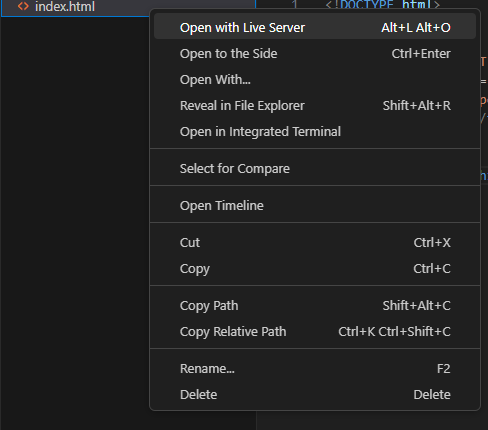 <> index.html
1 <!DOCTYPE html>
Open with Live Server Alt+L Alt+O
Open to the Side Ctrl+Enter
Open With...
Reveal in File Explorer Shift+Alt+R
Open in Integrated Terminal
Select for Compare
Open Timeline
Cut Ctrl+X
Copy Ctrl+C
Copy Path Shift+Alt+C
Copy Relative Path Ctrl+K Ctrl+Shift+C
Rename... F2
Delete Delete